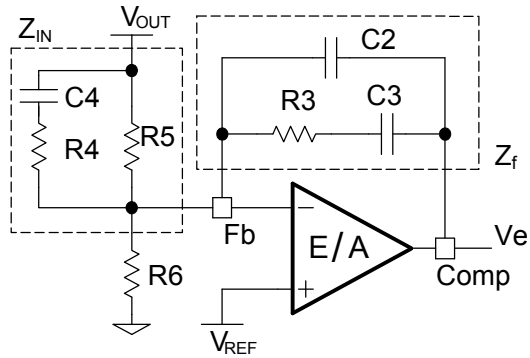 Z_IN
V_OUT
C2
C4
R3
C3
R4
R5
Z_f
Fb
−
E/A
Ve
R6
+
Comp
V_REF